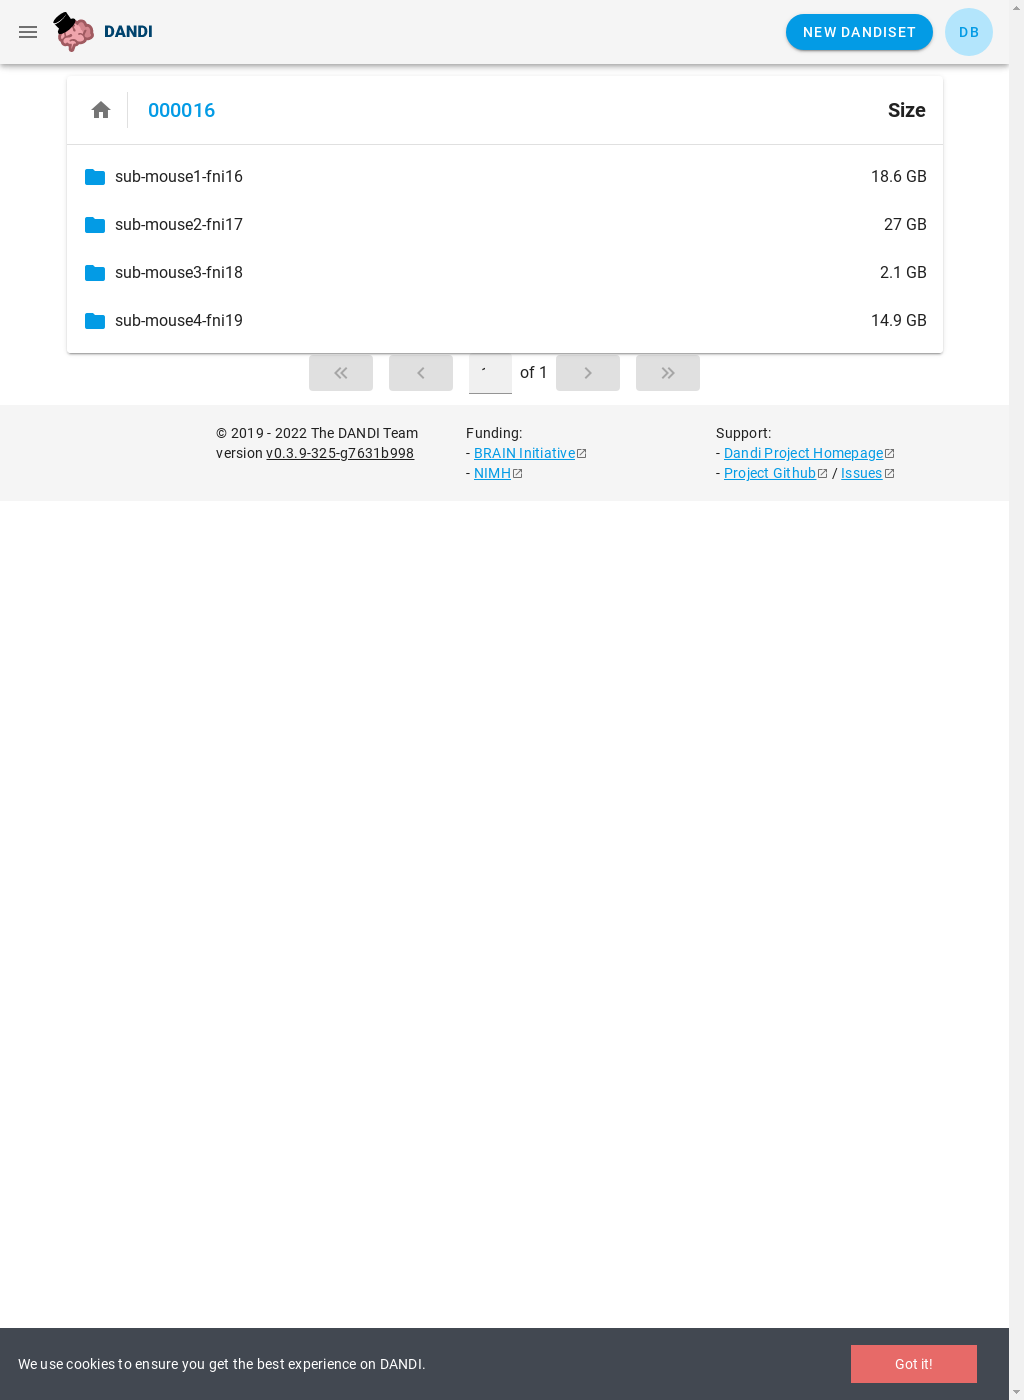 DANDI
NEW DANDISET
DB
000016
Size
sub-mouse1-fni16 18.6 GB
sub-mouse2-fni17 27 GB
sub-mouse3-fni18 2.1 GB
sub-mouse4-fni19 14.9 GB
of 1
© 2019 - 2022 The DANDI Team
version v0.3.9-325-g7631b998
Funding:
- BRAIN Initiative
- NIMH
Support:
- Dandi Project Homepage
- Project Github / Issues
We use cookies to ensure you get the best experience on DANDI.
Got it!